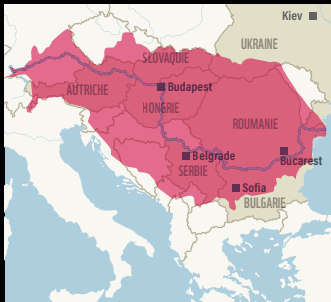 Kiev
UKRAINE
SLOVAQUIE
AUTRICHE
Budapest
HONGRIE
ROUMANIE
Belgrade
Bucarest
SERBIE
Sofia
BULGARIE